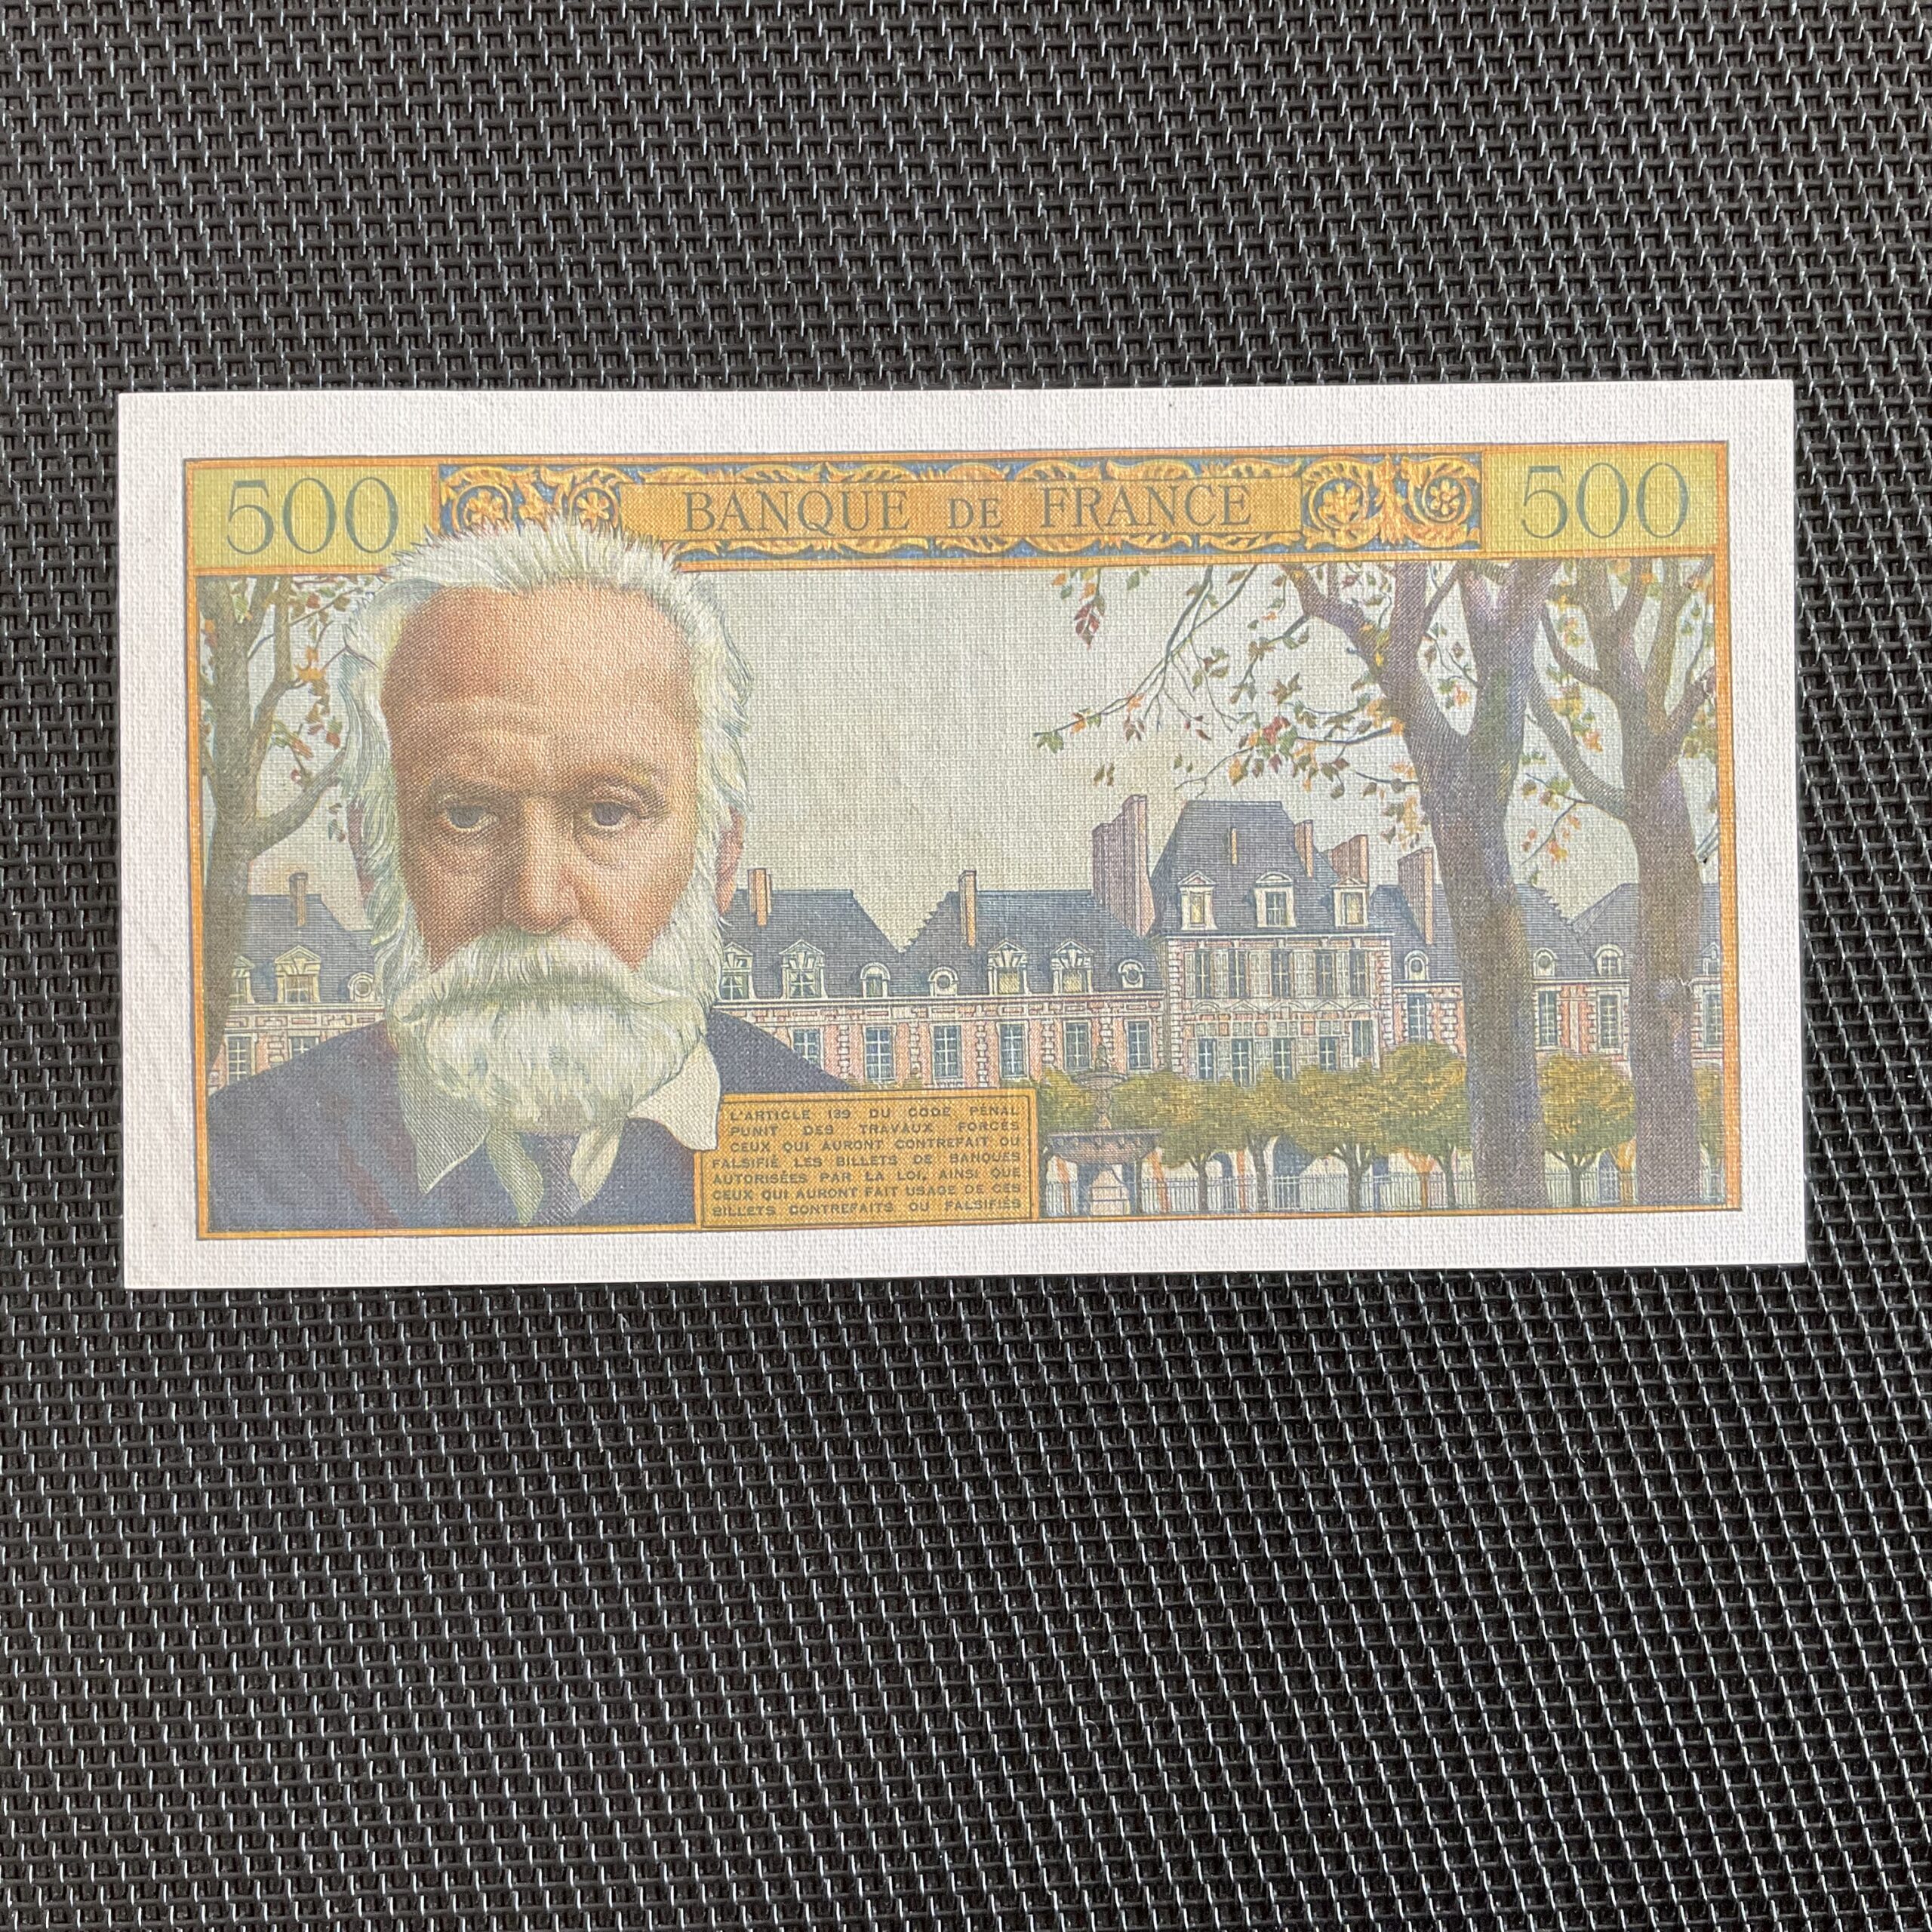 500 BANQUE DE FRANCE 500
L'ARTICLE 139 DU CODE PÉNAL
PUNIT DES TRAVAUX FORCÉS
CEUX QUI AURONT CONTREFAIT OU
FALSIFIÉ LES BILLETS DE BANQUES
AUTORISÉES PAR LA LOI, AINSI QUE
CEUX QUI AURONT FAIT USAGE DE CES
BILLETS CONTREFAITS OU FALSIFIÉS